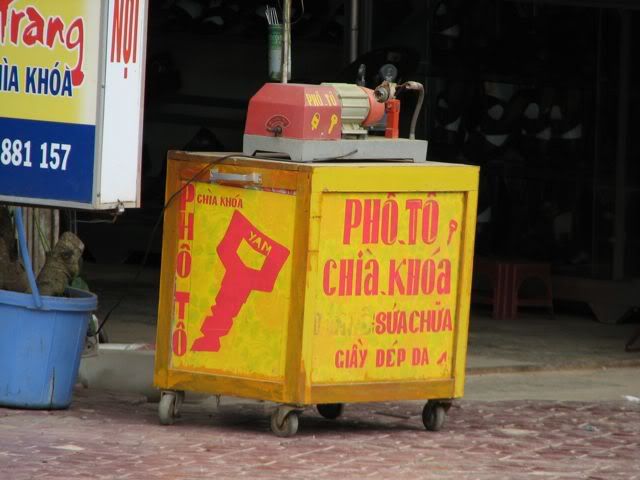 Trang
NỘI
CHÌA KHÓA
881 157
PHÔ TÔ
PHÔ TÔ
CHÌA KHÓA
YAM
PHÔ TÔ
CHÌA KHÓA
SỬA CHỮA
GIẦY DÉP DA